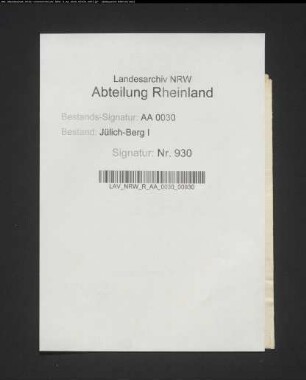 Landesarchiv NRW
Abteilung Rheinland
Bestands-Signatur: AA 0030
Bestand: Jülich-Berg I
Signatur: Nr. 930
LAV_NRW_R_AA_0030_00930